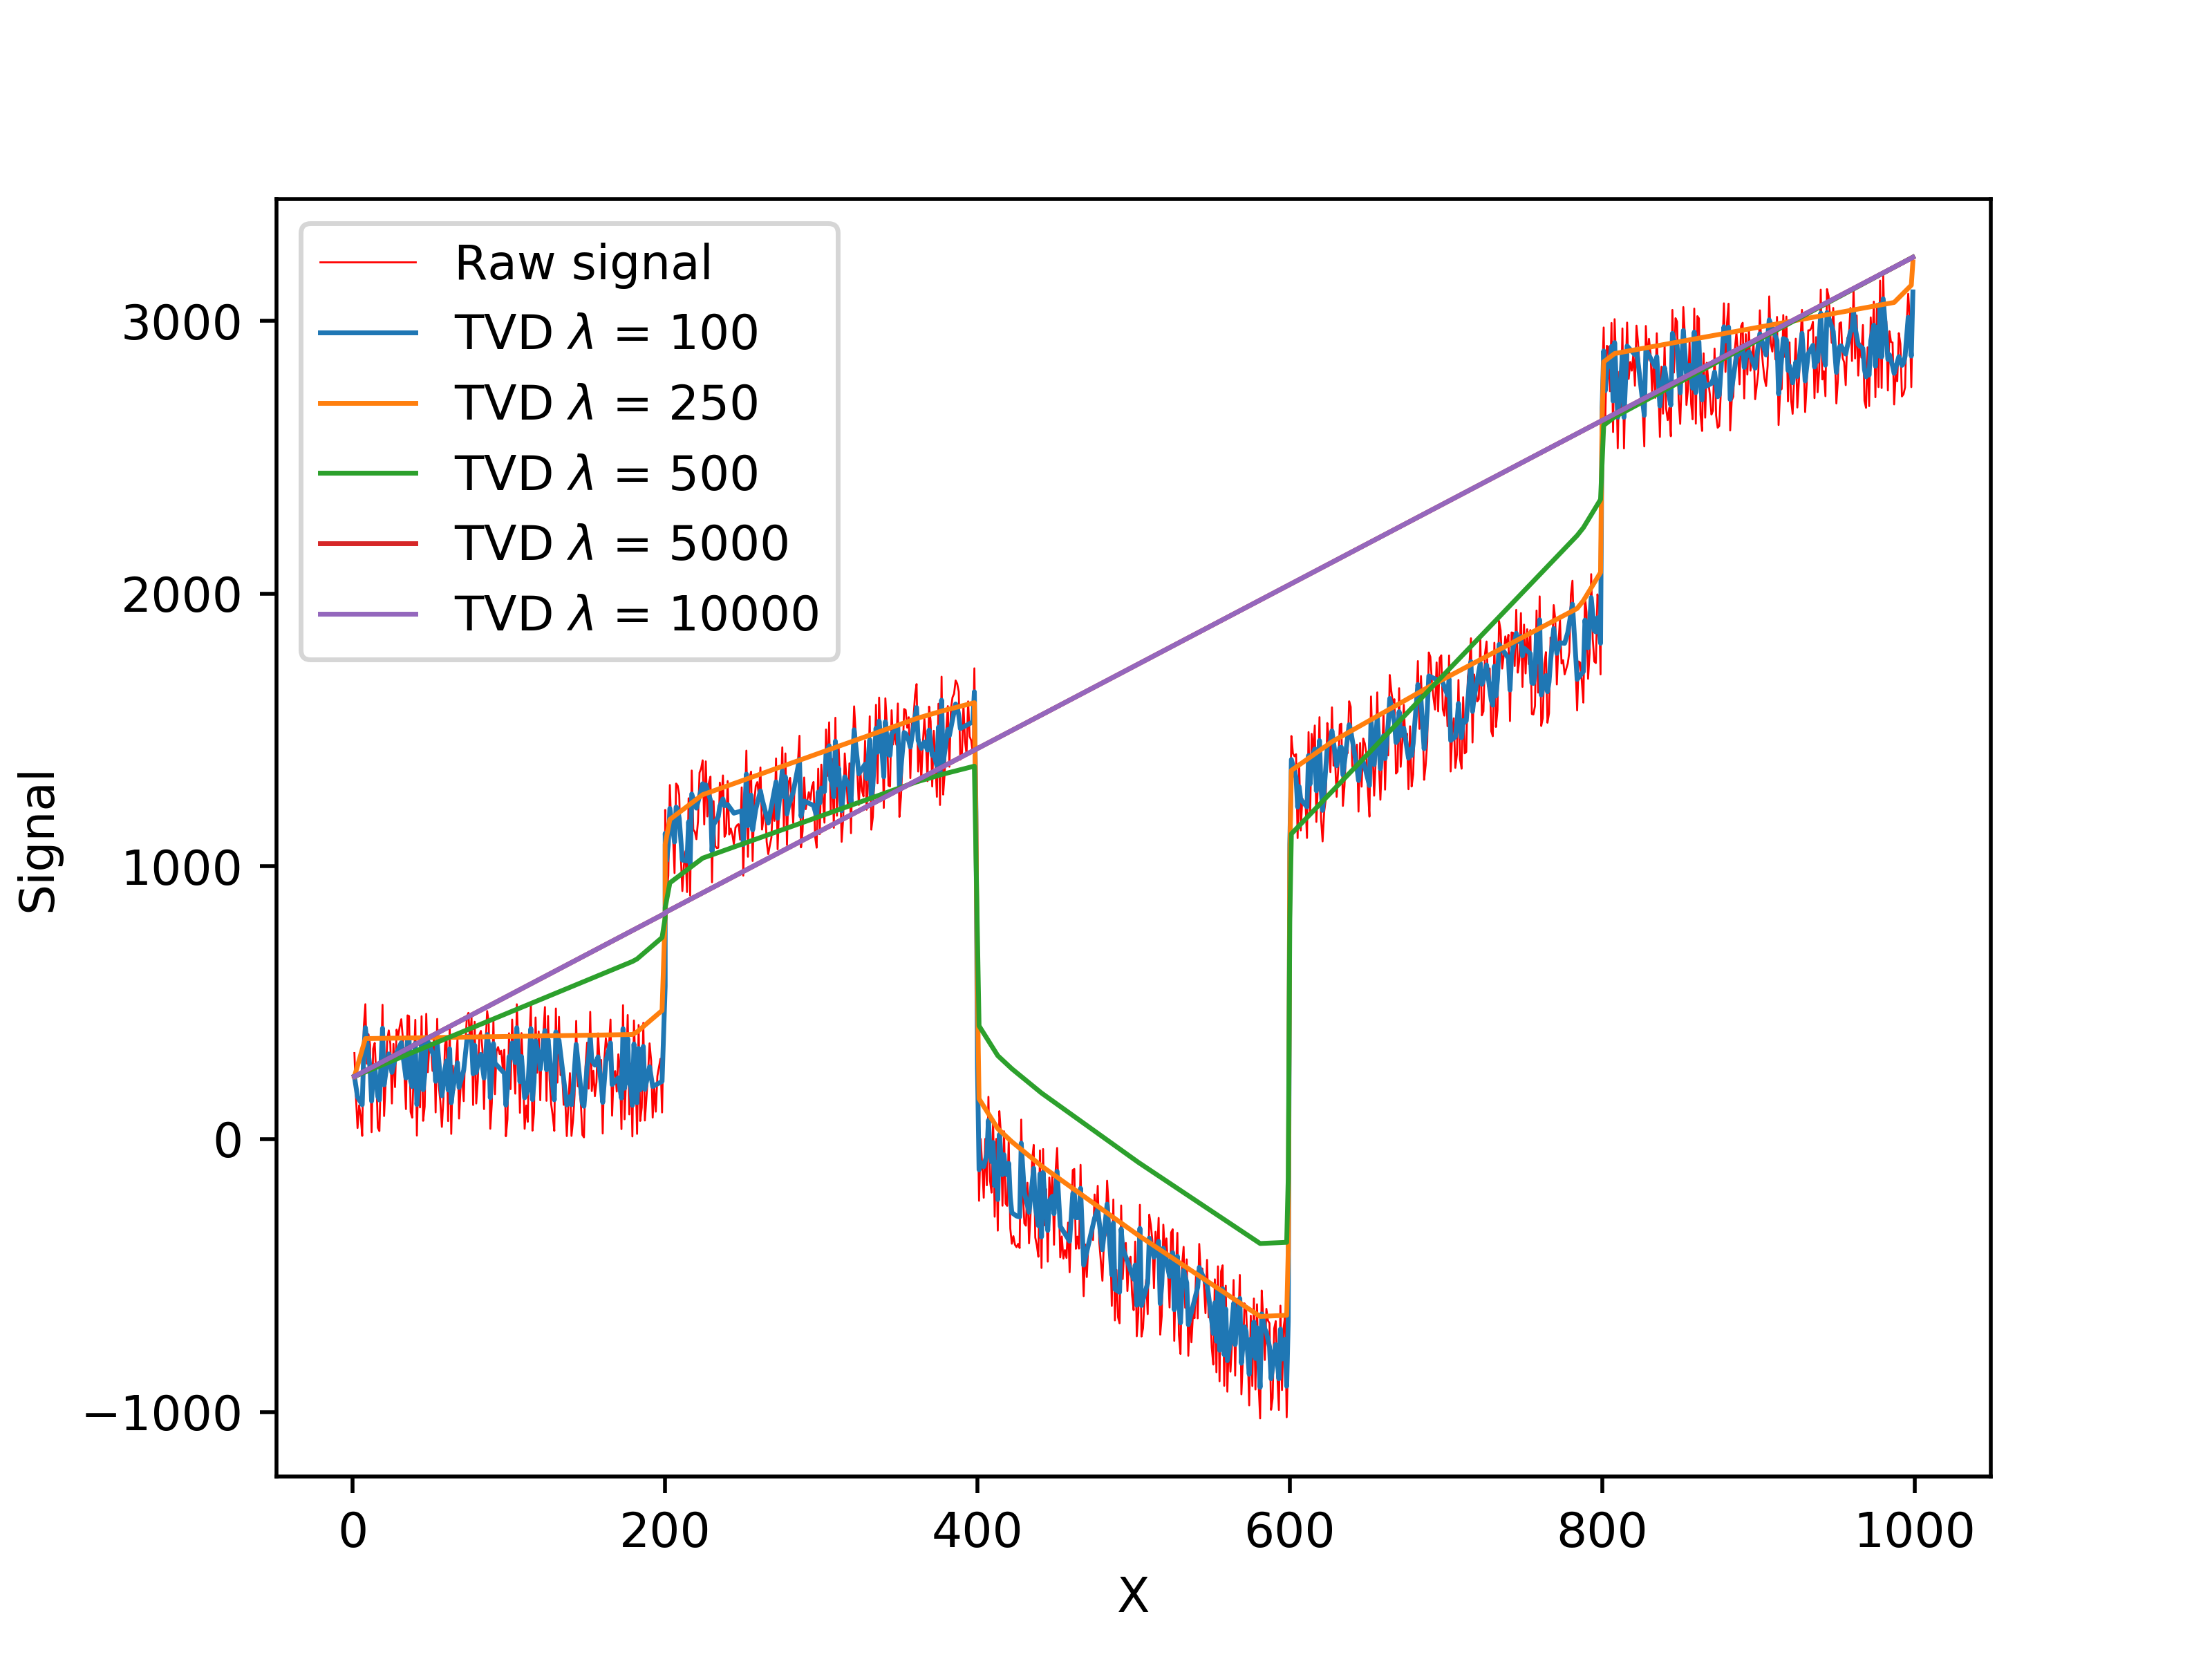 Raw signal
TVD λ = 100
TVD λ = 250
TVD λ = 500
TVD λ = 5000
TVD λ = 10000
3000
2000
1000
0
−1000
Signal
0 200 400 600 800 1000
X